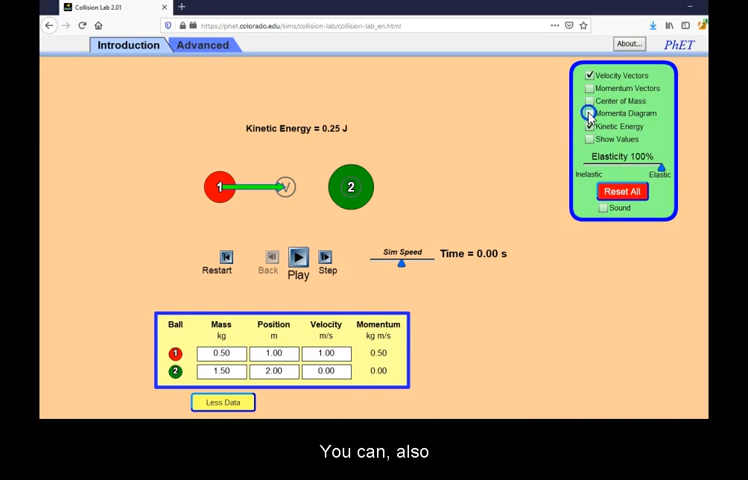 Collision Lab 2.01
https://phet.colorado.edu/sims/collision-lab/collision-lab_en.html
Introduction
Advanced
About...
PhET
Velocity Vectors
Momentum Vectors
Center of Mass
Momenta Diagram
Kinetic Energy
Show Values
Elasticity 100%
Inelastic Elastic
Reset All
Sound
Kinetic Energy = 0.25 J
1 V 2
Restart Back Play Step
Sim Speed
Time = 0.00 s
Ball Mass Position Velocity Momentum
kg m m/s kg m/s
1 0.50 1.00 1.00 0.50
2 1.50 2.00 0.00 0.00
Less Data
You can, also